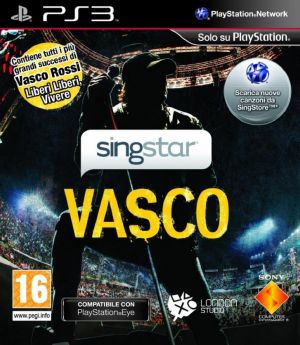 PS3
PlayStation®Network
Solo su PlayStation®
Contiene tutti i più
grandi successi di
Vasco Rossi
Liberi Liberi,
Vivere
Scarica nuove
canzoni da
SingStore™
singstar
VASCO
16
www.pegi.info
COMPATIBILE CON
PlayStation®Eye
LONDON
STUDIO
SONY
COMPUTER
ENTERTAINMENT